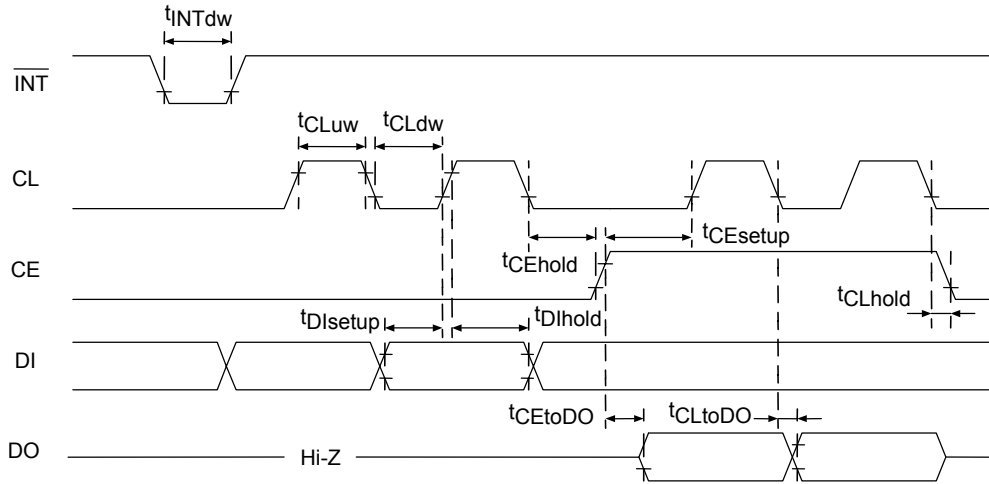 tINTdw
INT
tCLuw tCLdw
CL
tCEsetup
tCEhold
CE
tCLhold
tDIsetup tDIhold
DI
tCEtoDO tCLtoDO
DO Hi-Z